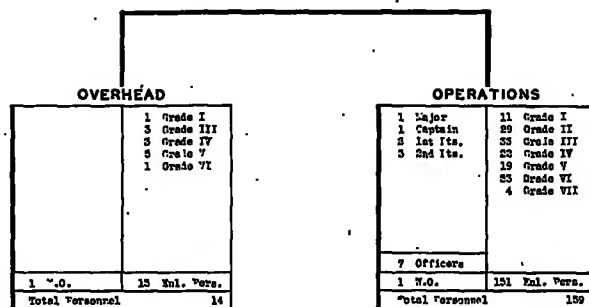 OVERHEAD
1 Grade I
3 Grade III
3 Grade IV
5 Grade V
1 Grade VI
1 W.O. 13 Enl. Pers.
Total Personnel 14
OPERATIONS
1 Major 11 Grade I
1 Captain 29 Grade II
2 1st Lts. 33 Grade III
3 2nd Lts. 22 Grade IV
19 Grade V
33 Grade VI
4 Grade VII
7 Officers
1 W.O. 151 Enl. Pers.
Total Personnel 159